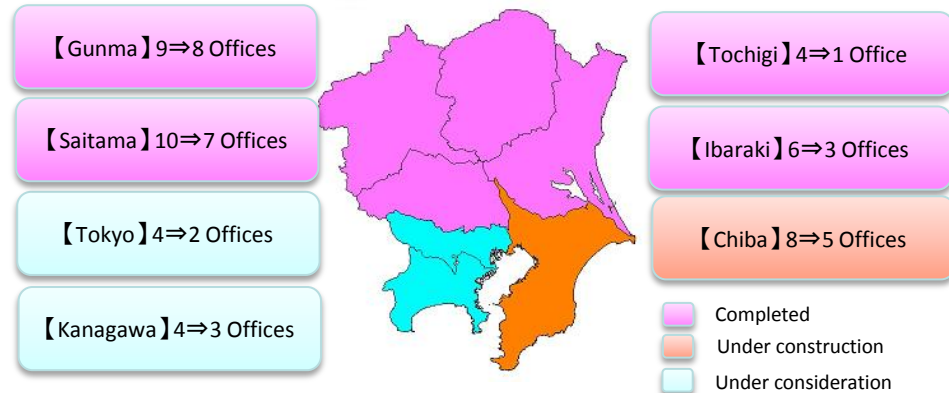 【Gunma】9⇒8 Offices
【Saitama】10⇒7 Offices
【Tokyo】4⇒2 Offices
【Kanagawa】4⇒3 Offices
【Tochigi】4⇒1 Office
【Ibaraki】6⇒3 Offices
【Chiba】8⇒5 Offices
Completed
Under construction
Under consideration